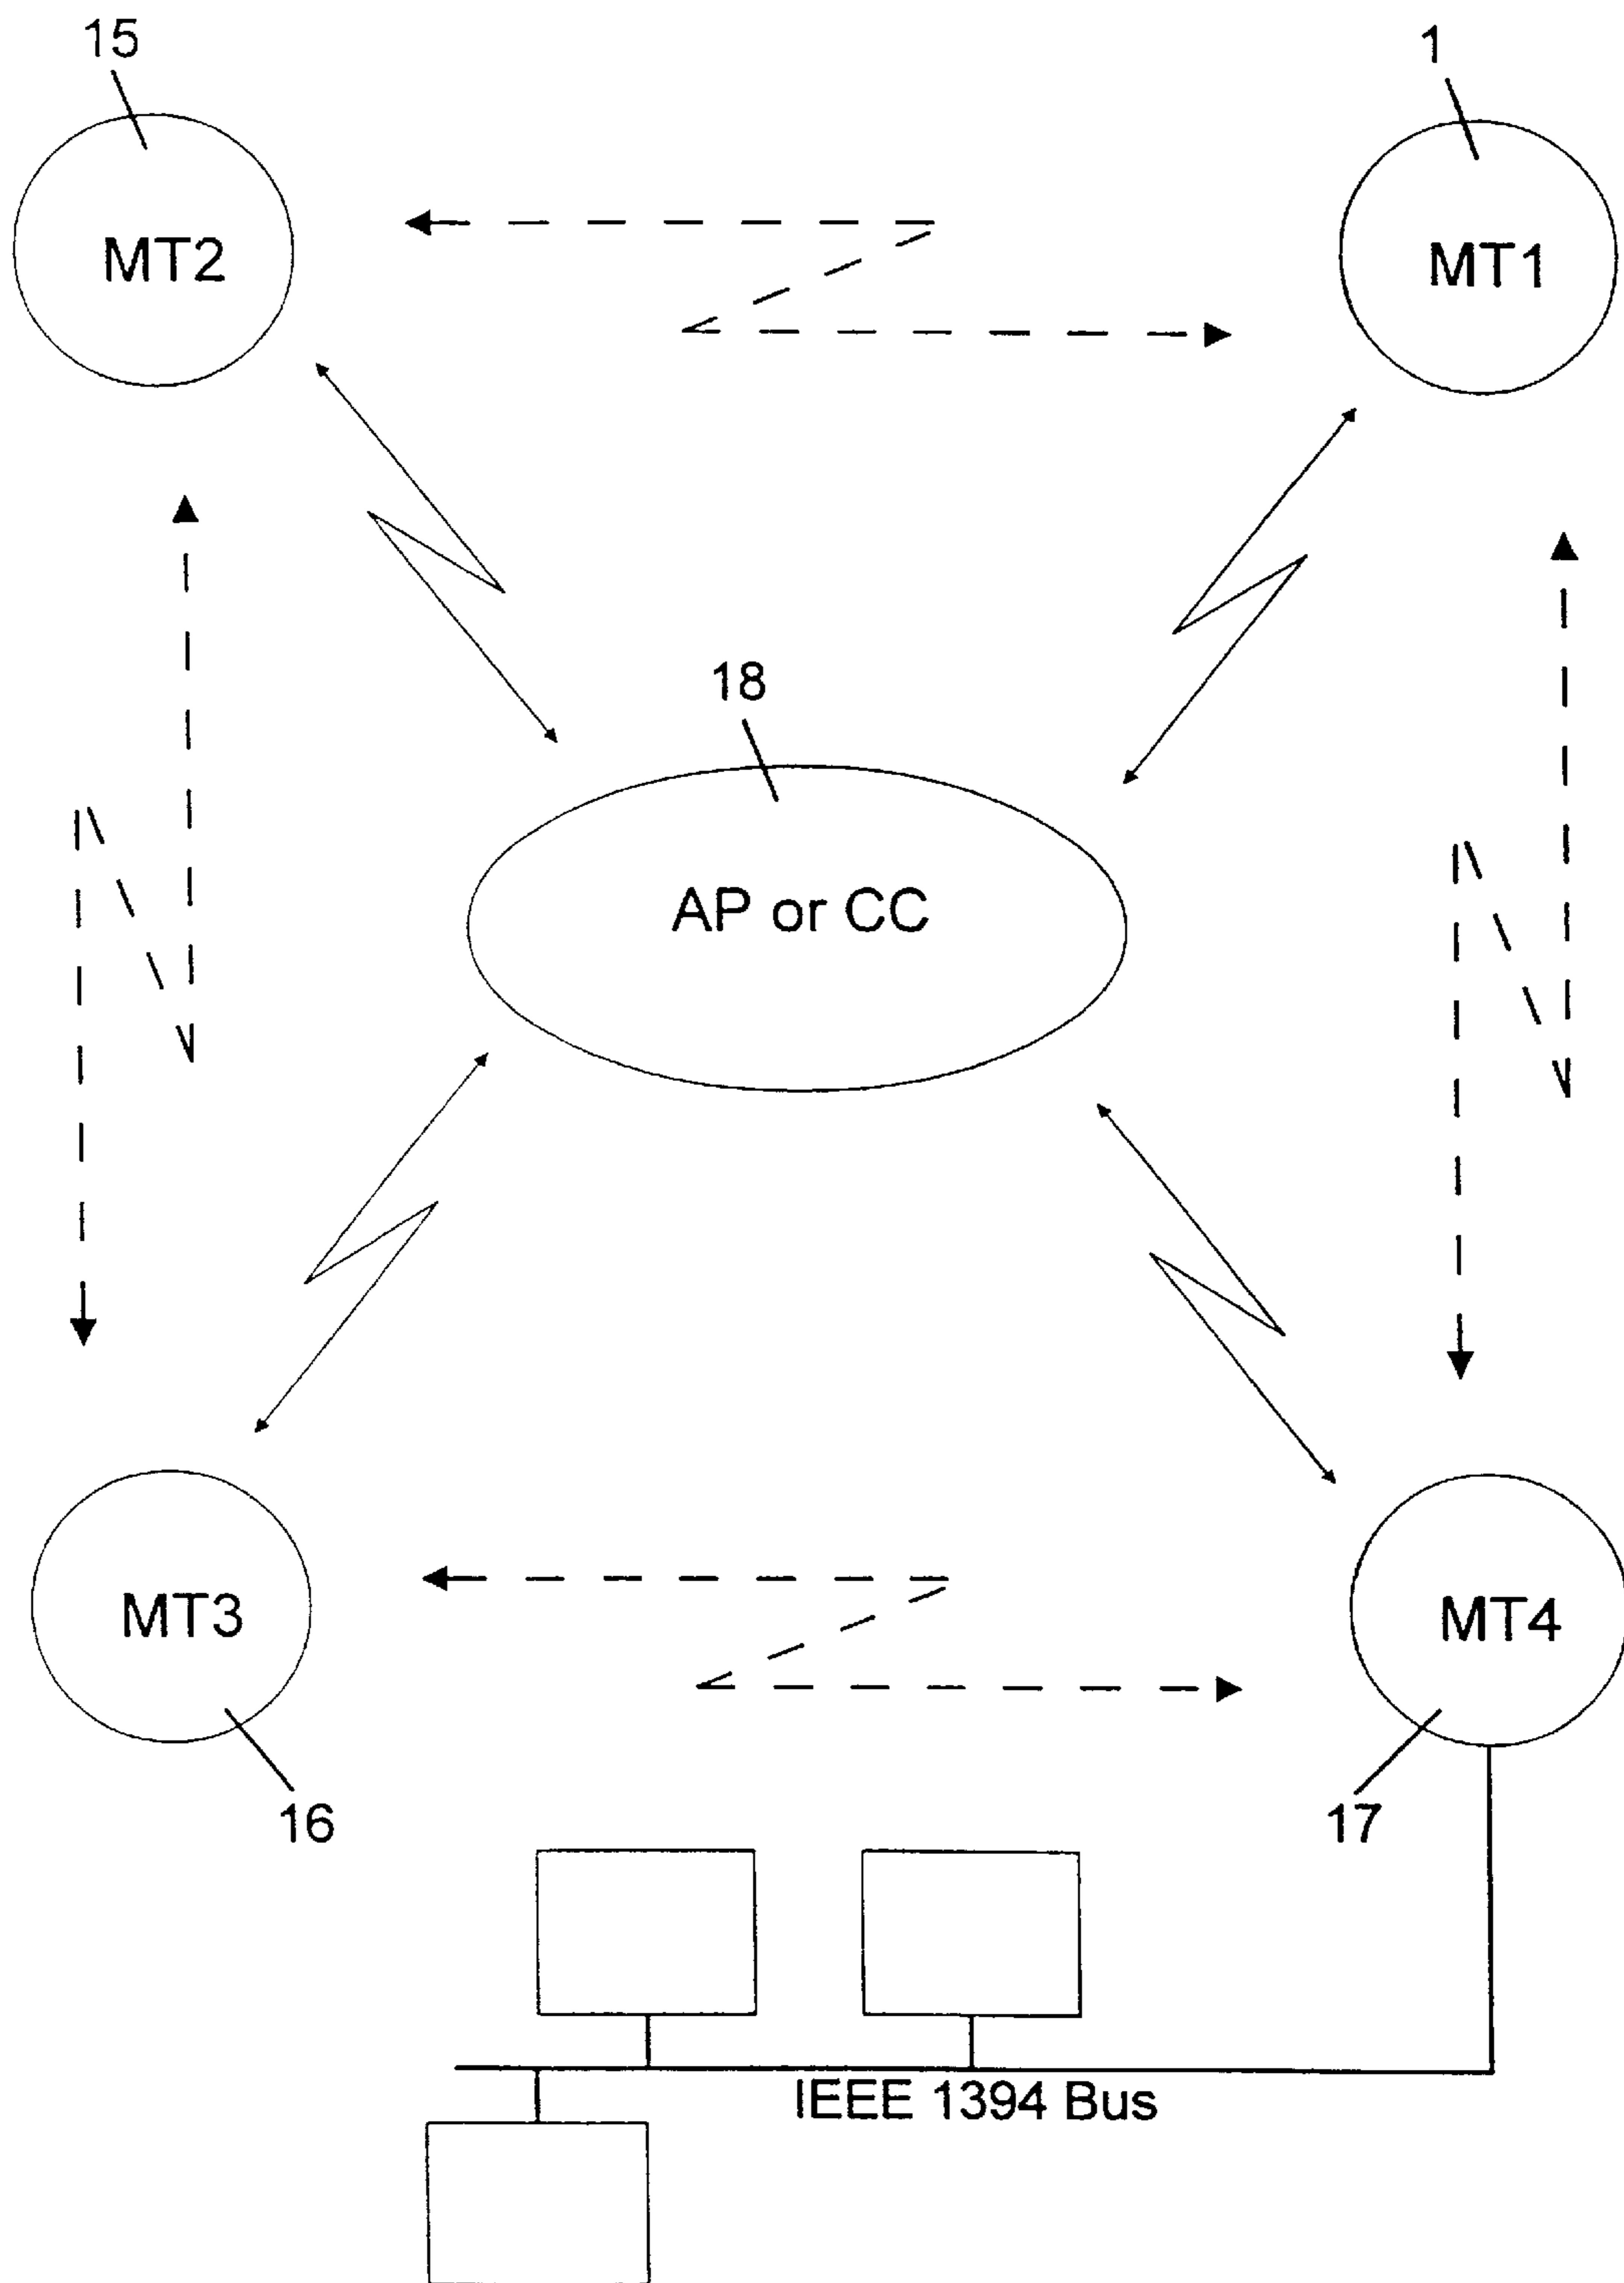 15
1
MT2
MT1
18
AP or CC
MT3
MT4
16
17
IEEE 1394 Bus